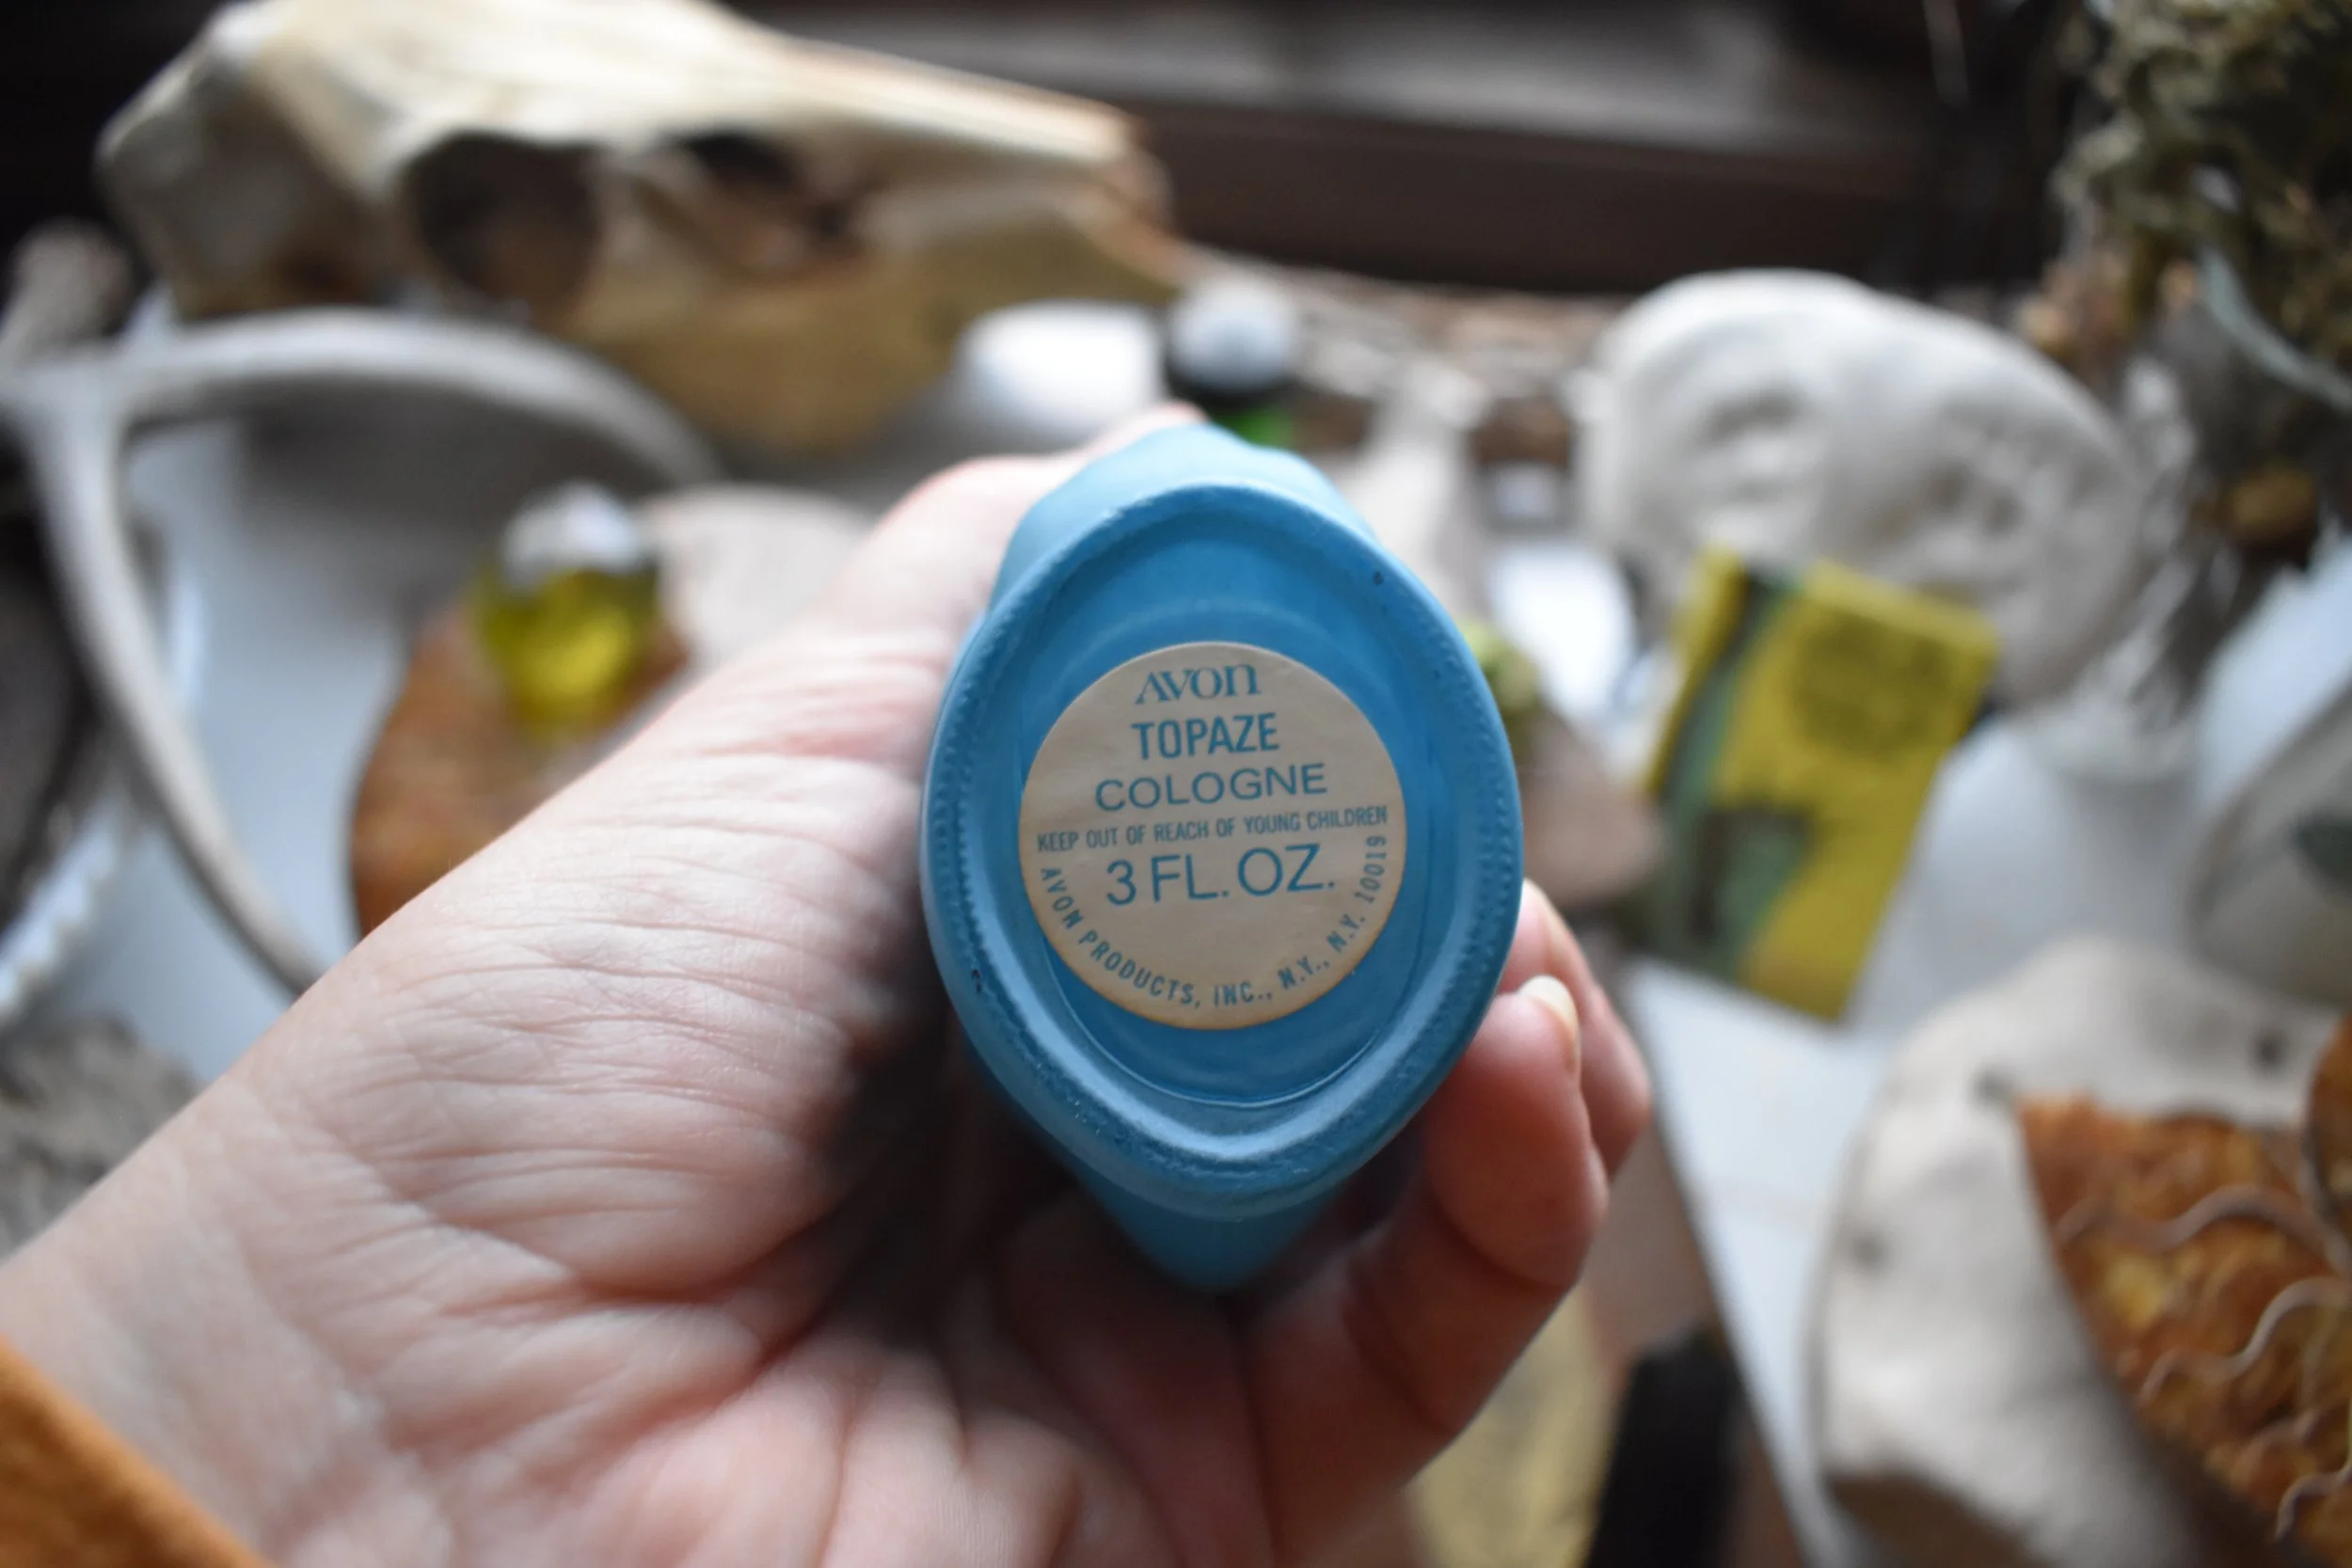 AVON
TOPAZE
COLOGNE
KEEP OUT OF REACH OF YOUNG CHILDREN
3 FL. OZ.
AVON PRODUCTS, INC., N.Y., N.Y. 10019